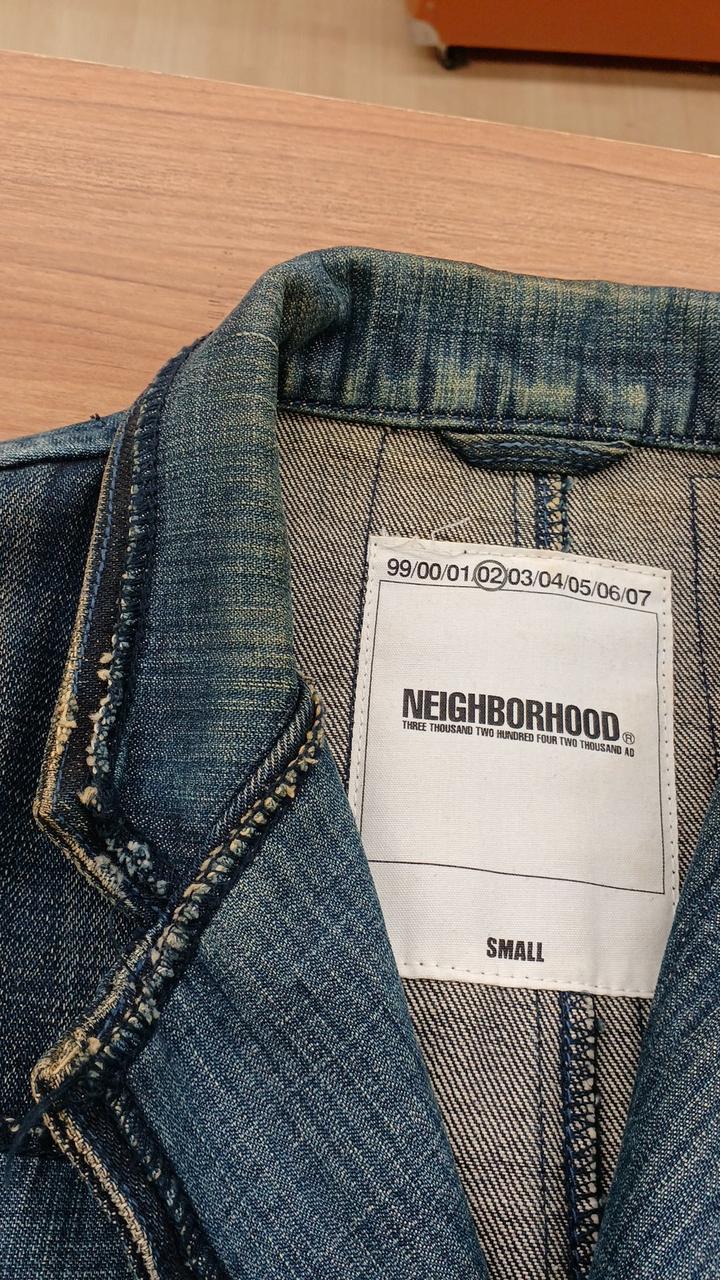 99/00/01/02/03/04/05/06/07
NEIGHBORHOOD®
THREE THOUSAND TWO HUNDRED FOUR TWO THOUSAND AD
SMALL